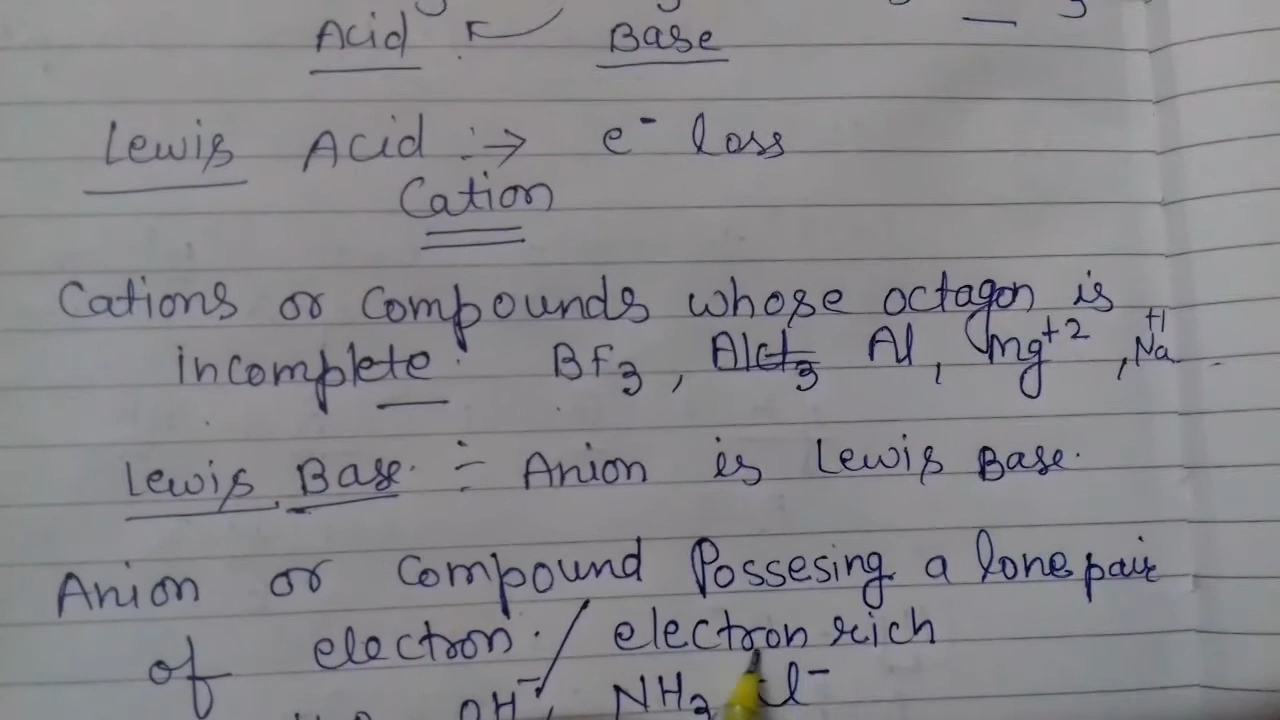 Acid Base
Lewis Acid :→ e⁻ loss
Cation
Cations or Compounds whose octagon is
incomplete. BF3, AlCl3 Al, mg+2, Na+1
Lewis Base. ÷ Anion is Lewis Base.
Anion or Compound Possesing a lone pair
of electron. / electron rich
OH⁻, NH3 Cl⁻